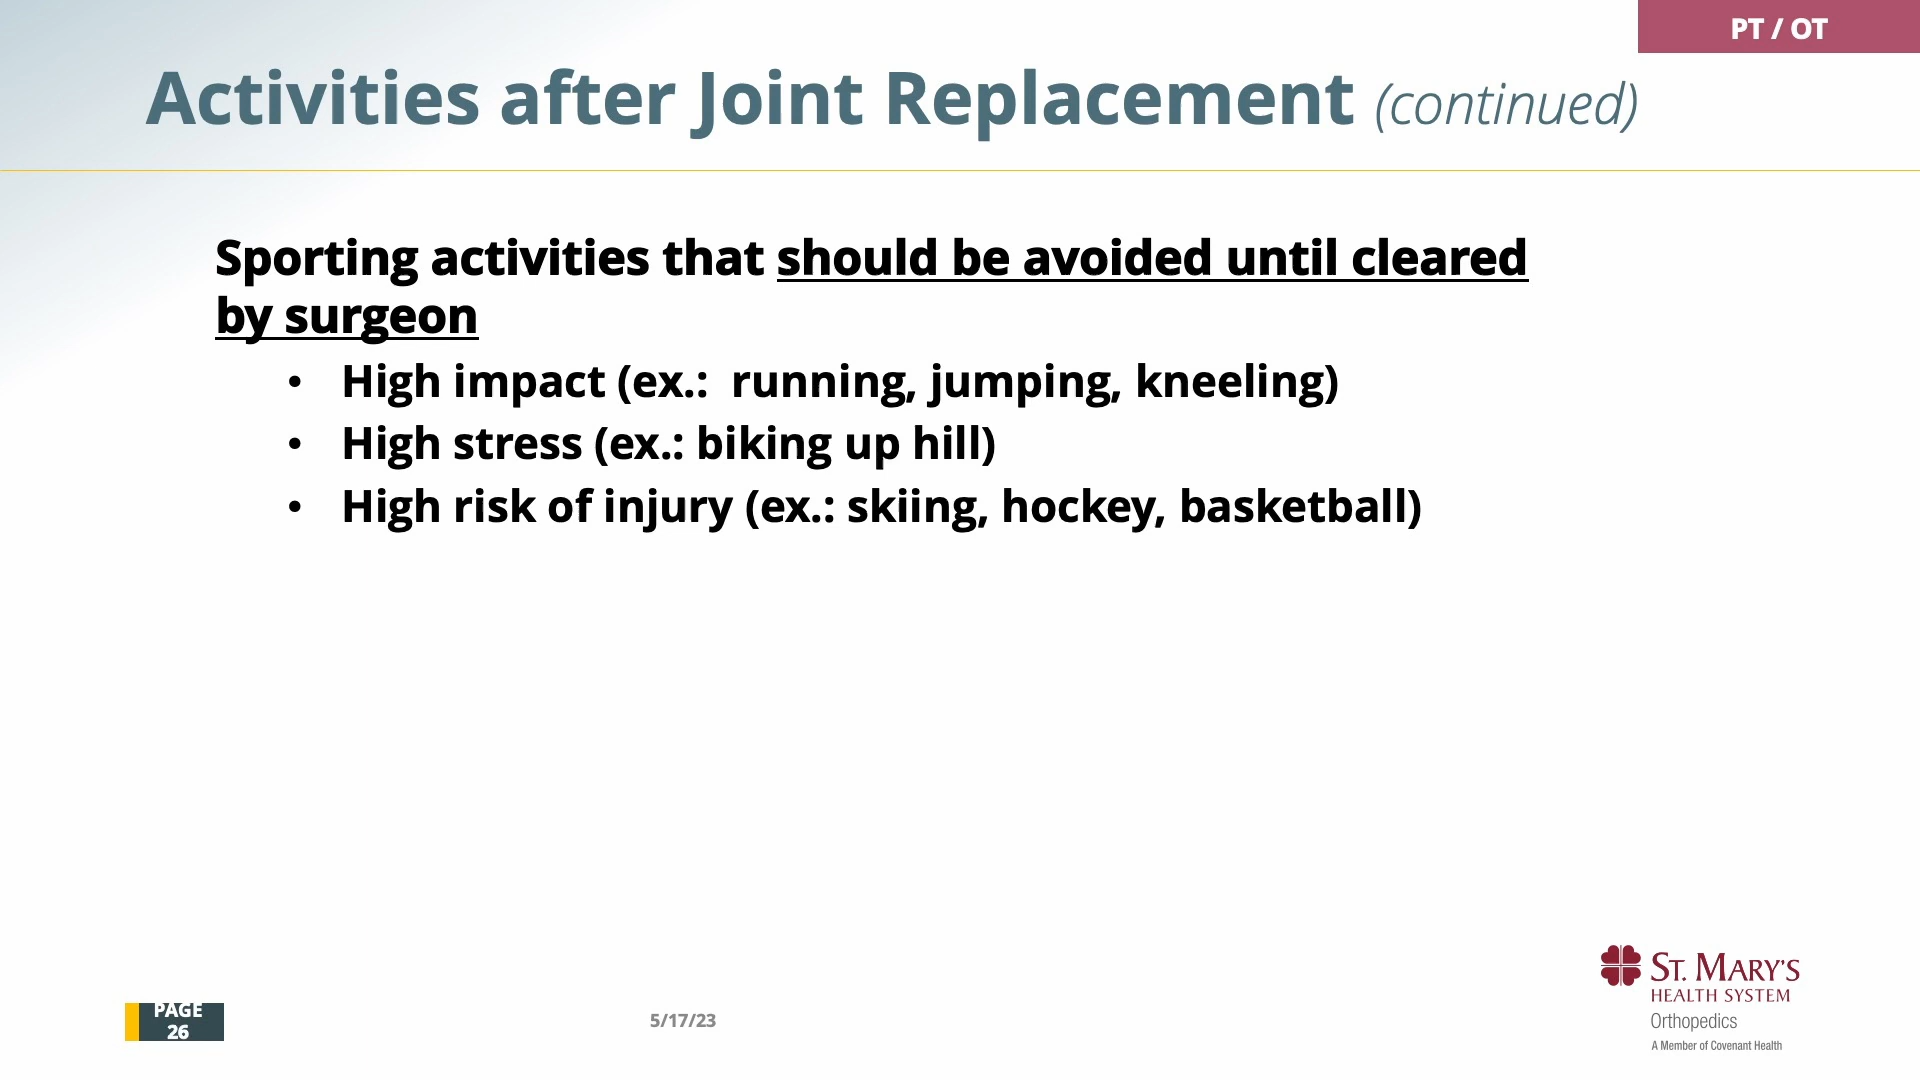 PT / OT
Activities after Joint Replacement (continued)
Sporting activities that should be avoided until cleared
by surgeon
• High impact (ex.:  running, jumping, kneeling)
• High stress (ex.: biking up hill)
• High risk of injury (ex.: skiing, hockey, basketball)
PAGE
26
5/17/23
ST. MARY'S
HEALTH SYSTEM
Orthopedics
A Member of Covenant Health